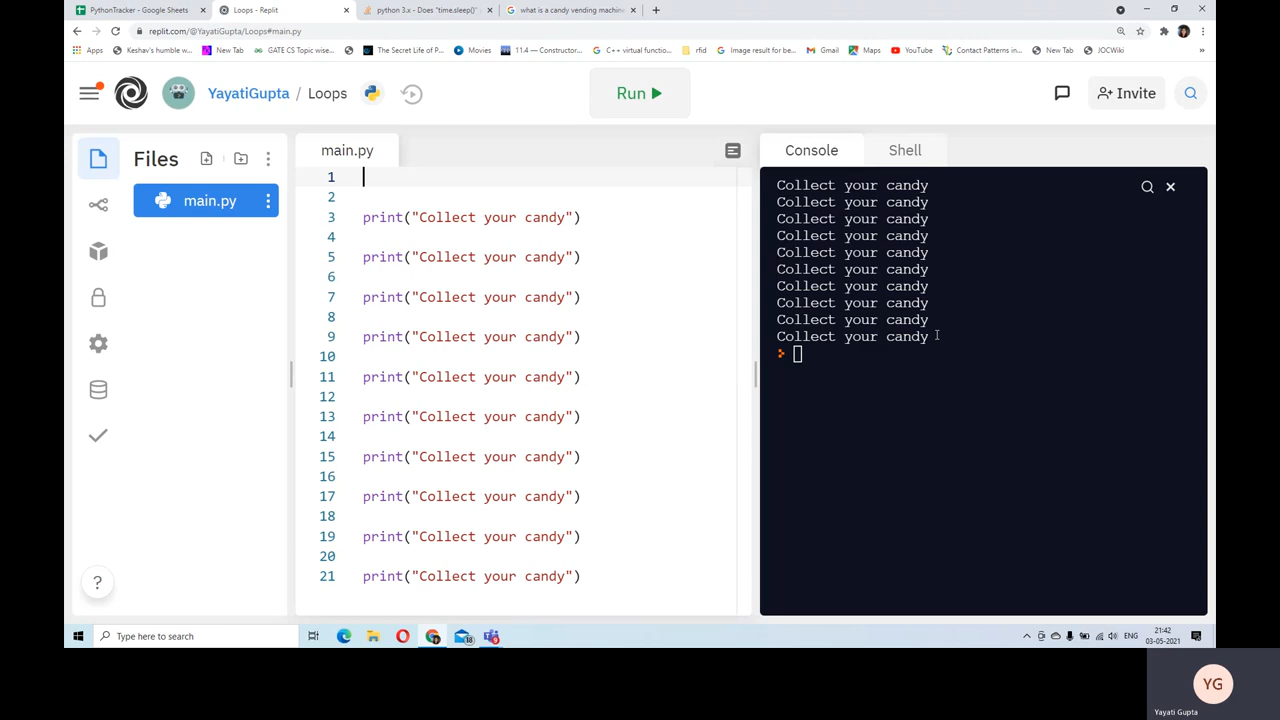 PythonTracker - Google Sheets
Loops - Replit
python 3.x - Does "time.sleep()"
what is a candy vending machine
replit.com/@YayatiGupta/Loops#main.py
Apps
Keshav's humble w...
New Tab
GATE CS Topic wise...
The Secret Life of P...
Movies
11.4 — Constructor...
C++ virtual functio...
rfid
Image result for be...
Gmail
Maps
YouTube
Contact Patterns in...
New Tab
JOCWiki
YayatiGupta / Loops
Run
Invite
Files
main.py
main.py
Console
Shell
1
2
3 print("Collect your candy")
4
5 print("Collect your candy")
6
7 print("Collect your candy")
8
9 print("Collect your candy")
10
11 print("Collect your candy")
12
13 print("Collect your candy")
14
15 print("Collect your candy")
16
17 print("Collect your candy")
18
19 print("Collect your candy")
20
21 print("Collect your candy")
Collect your candy
Collect your candy
Collect your candy
Collect your candy
Collect your candy
Collect your candy
Collect your candy
Collect your candy
Collect your candy
Collect your candy
?
Type here to search
18
9
ENG
21:42
03-05-2021
YG
Yayati Gupta